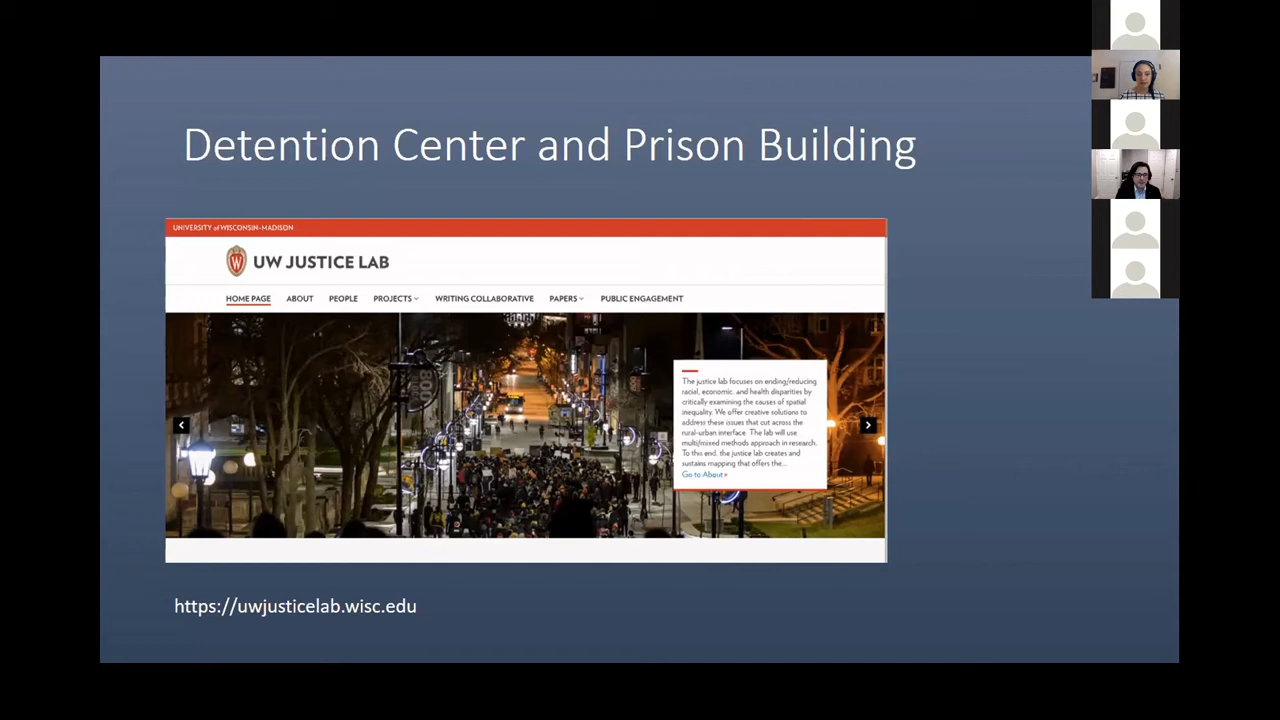 Detention Center and Prison Building
UNIVERSITY of WISCONSIN-MADISON
W UW JUSTICE LAB
HOME PAGE ABOUT PEOPLE PROJECTS WRITING COLLABORATIVE PAPERS PUBLIC ENGAGEMENT
The justice lab focuses on ending/reducing
racial, economic, and health disparities by
critically examining the causes of spatial
inequality. We offer creative solutions to
address these issues that cut across the
rural-urban interface. The lab will use
multi/mixed methods approach in research.
To this end, the justice lab creates and
sustains mapping that offers the...
Go to About »
https://uwjusticelab.wisc.edu